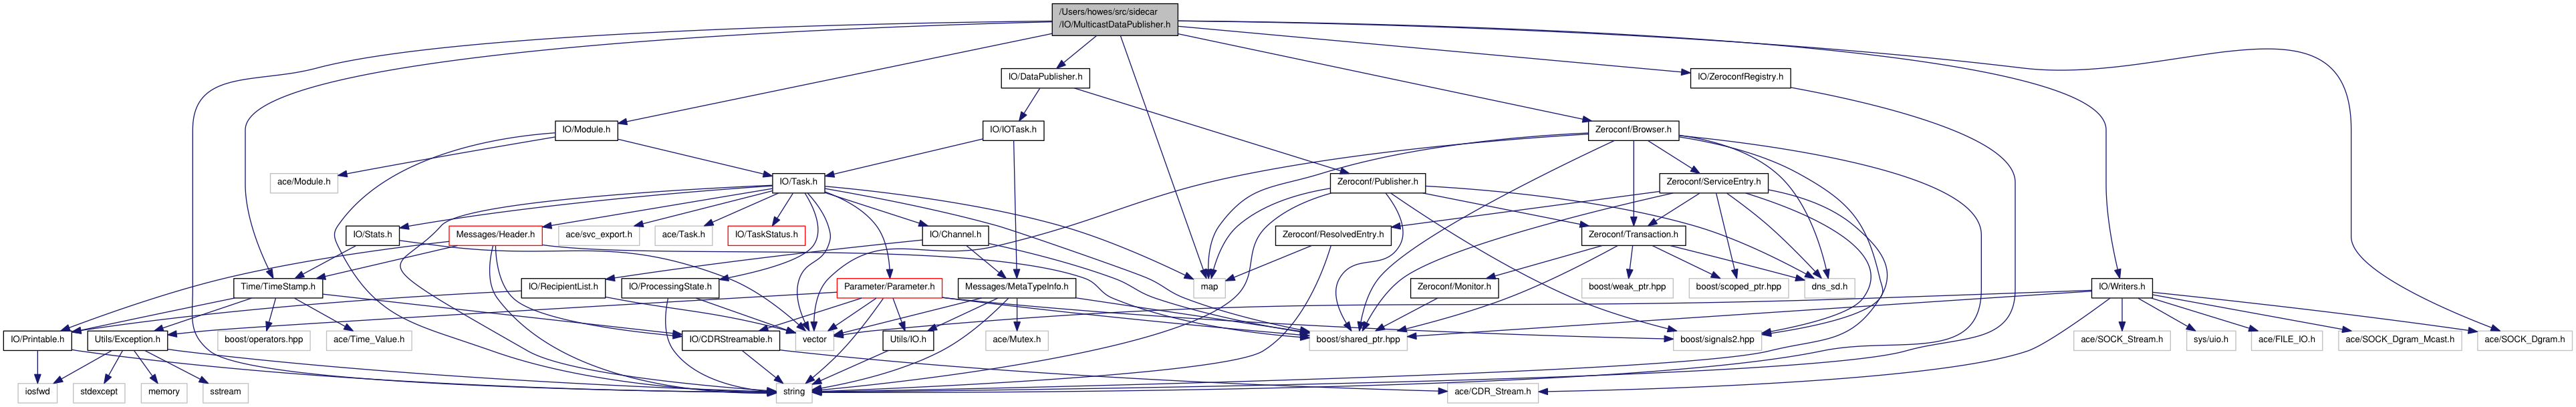 /Users/howes/src/sidecar
/IO/MulticastDataPublisher.h
IO/DataPublisher.h
IO/ZeroconfRegistry.h
IO/Module.h
IO/IOTask.h
Zeroconf/Browser.h
ace/Module.h
IO/Task.h
Zeroconf/Publisher.h
Zeroconf/ServiceEntry.h
IO/Stats.h
Messages/Header.h
ace/svc_export.h
ace/Task.h
IO/TaskStatus.h
IO/Channel.h
Zeroconf/ResolvedEntry.h
Zeroconf/Transaction.h
Time/TimeStamp.h
IO/RecipientList.h
IO/ProcessingState.h
Parameter/Parameter.h
Messages/MetaTypeInfo.h
map
Zeroconf/Monitor.h
boost/weak_ptr.hpp
boost/scoped_ptr.hpp
dns_sd.h
IO/Writers.h
IO/Printable.h
Utils/Exception.h
boost/operators.hpp
ace/Time_Value.h
IO/CDRStreamable.h
vector
Utils/IO.h
ace/Mutex.h
boost/shared_ptr.hpp
boost/signals2.hpp
ace/SOCK_Stream.h
sys/uio.h
ace/FILE_IO.h
ace/SOCK_Dgram_Mcast.h
ace/SOCK_Dgram.h
iosfwd
stdexcept
memory
sstream
string
ace/CDR_Stream.h